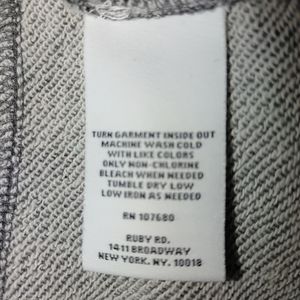 TURN GARMENT INSIDE OUT
MACHINE WASH COLD
WITH LIKE COLORS
ONLY NON-CHLORINE
BLEACH WHEN NEEDED
TUMBLE DRY LOW
LOW IRON AS NEEDED
RN 107680
RUBY RD.
1411 BROADWAY
NEW YORK. NY. 10018